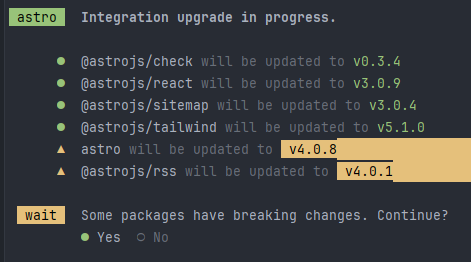 astro Integration upgrade in progress.
@astrojs/check will be updated to v0.3.4
@astrojs/react will be updated to v3.0.9
@astrojs/sitemap will be updated to v3.0.4
@astrojs/tailwind will be updated to v5.1.0
astro will be updated to v4.0.8
@astrojs/rss will be updated to v4.0.1
wait Some packages have breaking changes. Continue?
Yes No